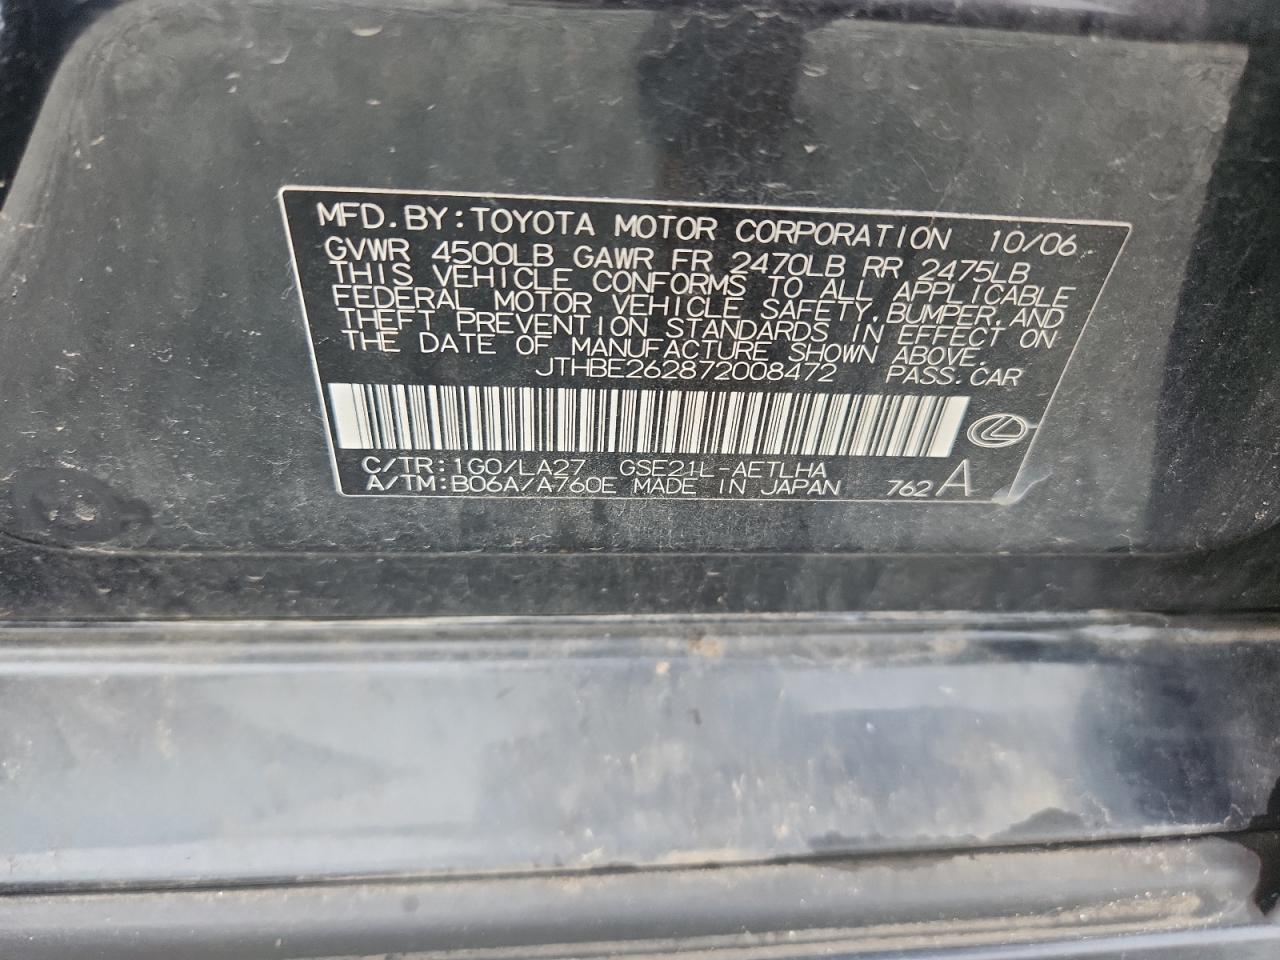 MFD. BY: TOYOTA MOTOR CORPORATION 10/06
GVWR 4500LB GAWR FR 2470LB RR 2475LB
THIS VEHICLE CONFORMS TO ALL APPLICABLE
FEDERAL MOTOR VEHICLE SAFETY, BUMPER, AND
THEFT PREVENTION STANDARDS IN EFFECT ON
THE DATE OF MANUFACTURE SHOWN ABOVE.
JTHBE262872008472 PASS. CAR
C/TR: 1G0/LA27 GSE21L-AETLHA
A/TM: B06A/A760E MADE IN JAPAN 762 A